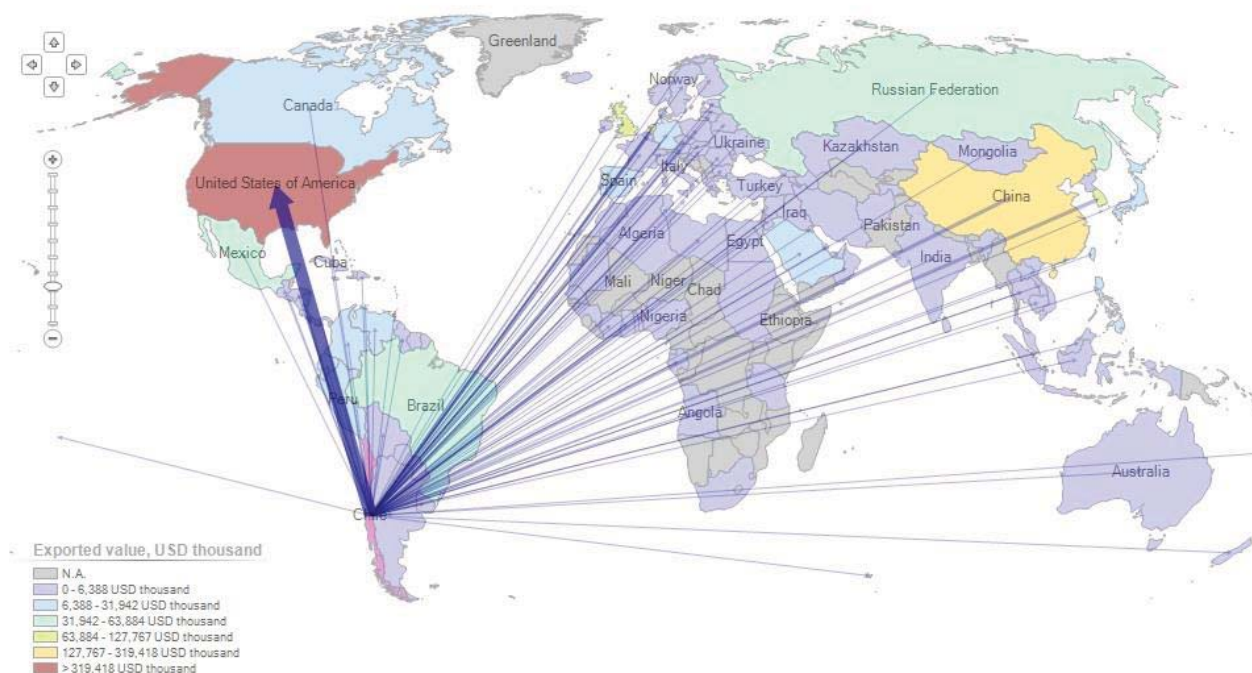 Greenland
Norway
Russian Federation
Canada
Ukraine
Kazakhstan
Mongolia
Italy
Spain
United States of America
Turkey
China
Iraq
Pakistan
Algeria
Egypt
Mexico
Cuba
India
Mali
Niger
Chad
Nigeria
Ethiopia
Peru
Brazil
Angola
Australia
Chile
Exported value, USD thousand
N.A.
0 - 6,388 USD thousand
6,388 - 31,942 USD thousand
31,942 - 63,884 USD thousand
63,884 - 127,767 USD thousand
127,767 - 319,418 USD thousand
> 319,418 USD thousand